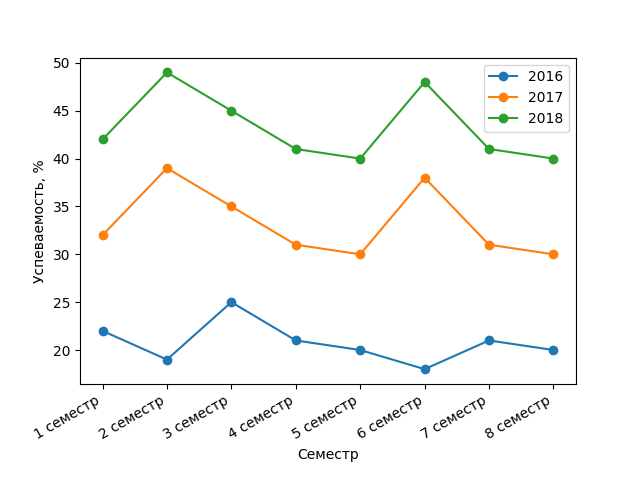 50
45
40
35
30
25
20
Успеваемость, %
2016
2017
2018
1 семестр
2 семестр
3 семестр
4 семестр
5 семестр
6 семестр
7 семестр
8 семестр
Семестр